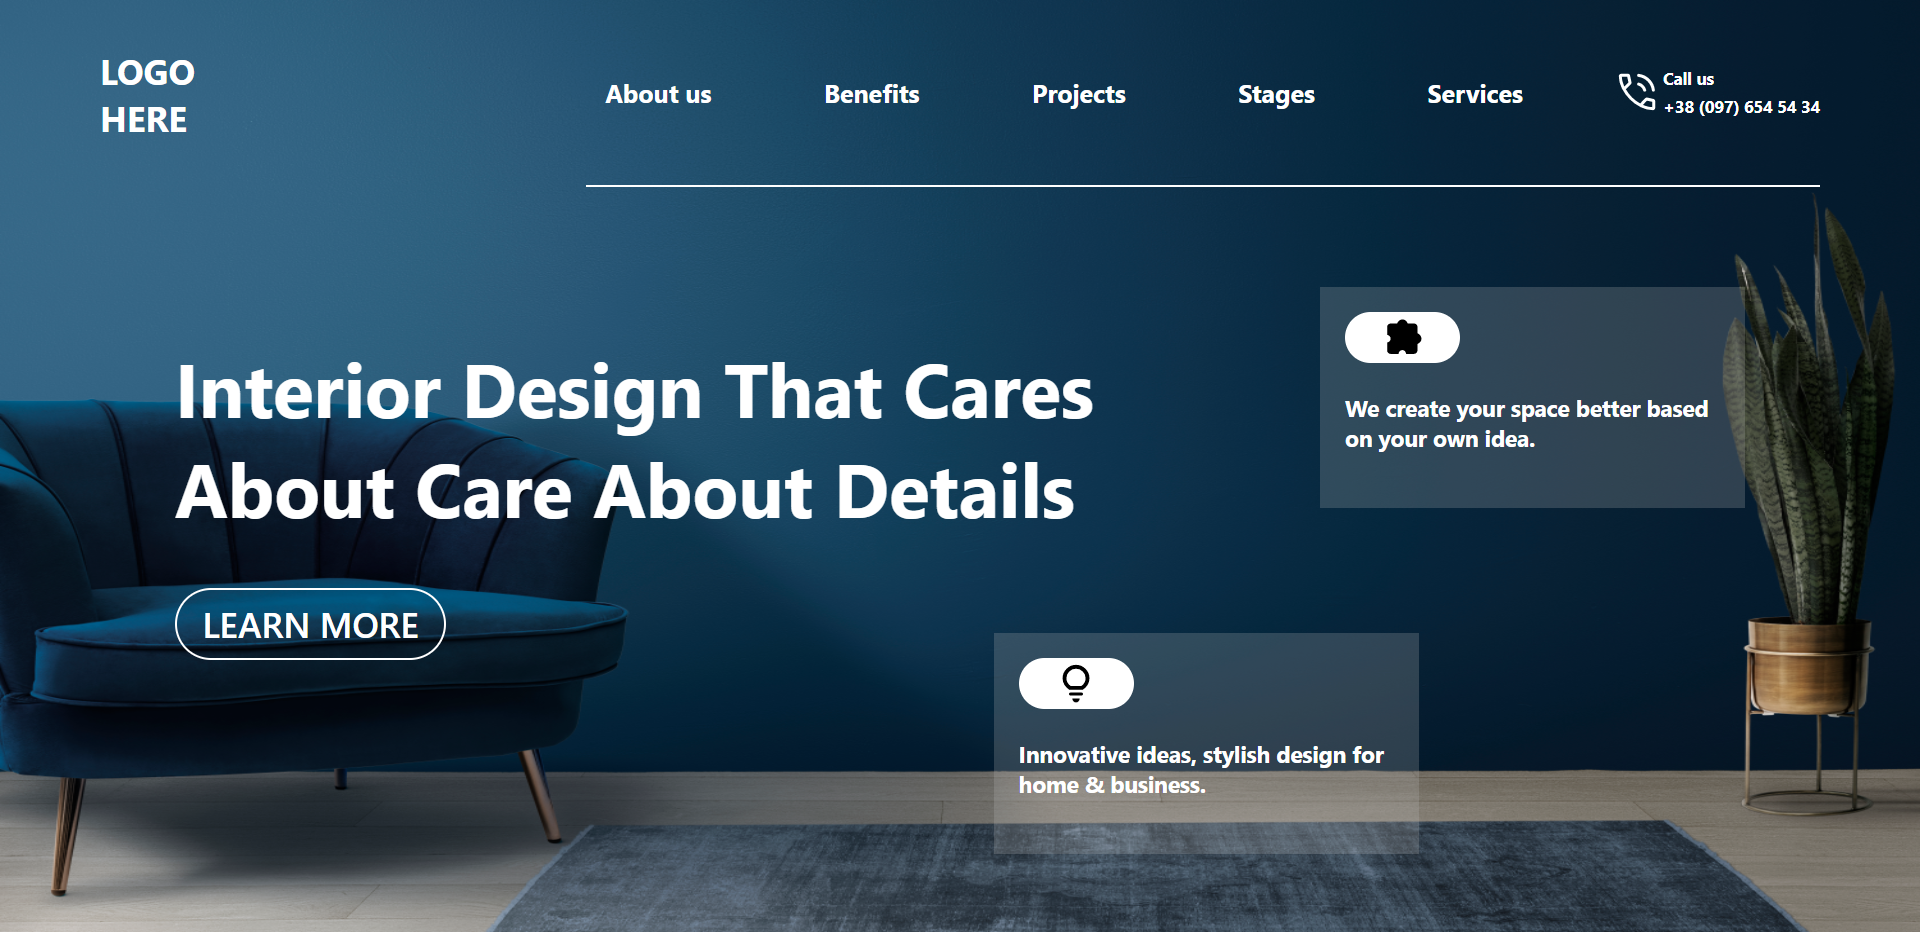 LOGO
HERE
About us
Benefits
Projects
Stages
Services
Call us
+38 (097) 654 54 34
Interior Design That Cares
About Care About Details
LEARN MORE
We create your space better based
on your own idea.
Innovative ideas, stylish design for
home & business.